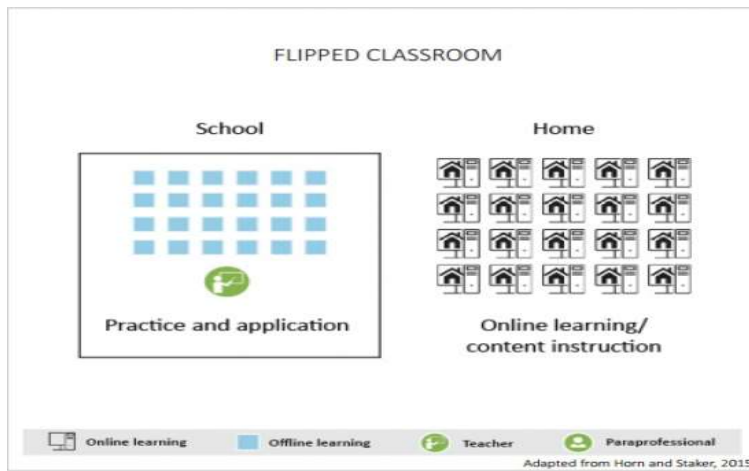 FLIPPED CLASSROOM
School
Home
Practice and application
Online learning/
content instruction
Online learning
Offline learning
Teacher
Paraprofessional
Adapted from Horn and Staker, 2015